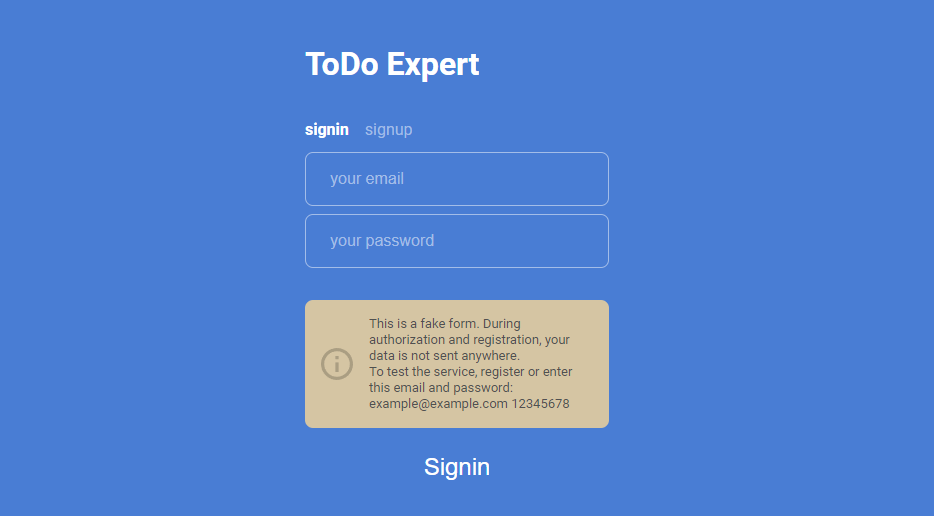 ToDo Expert
signin signup
your email
your password
This is a fake form. During
authorization and registration, your
data is not sent anywhere.
To test the service, register or enter
this email and password:
example@example.com 12345678
Signin